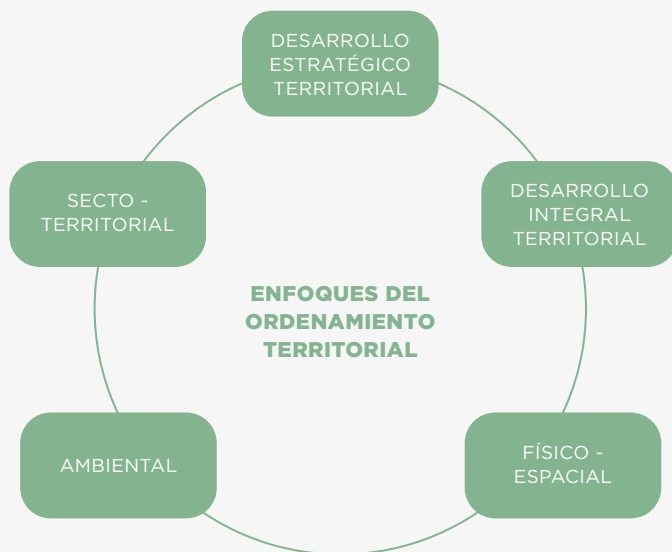 DESARROLLO
ESTRATÉGICO
TERRITORIAL
SECTO -
TERRITORIAL
DESARROLLO
INTEGRAL
TERRITORIAL
ENFOQUES DEL
ORDENAMIENTO
TERRITORIAL
AMBIENTAL
FÍSICO -
ESPACIAL